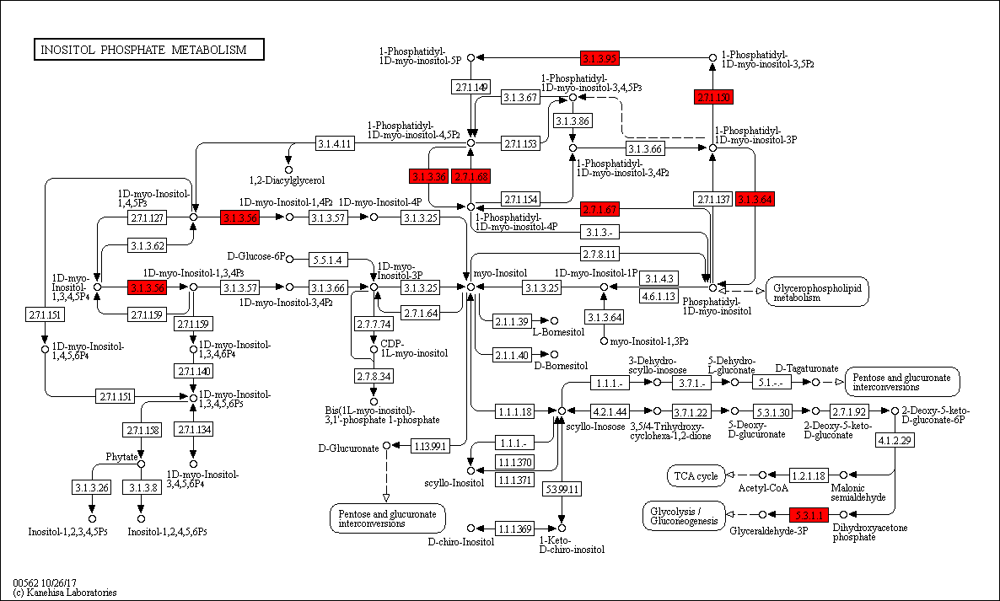 INOSITOL PHOSPHATE METABOLISM
1-Phosphatidyl-
1D-myo-inositol-5P
3.1.3.95
1-Phosphatidyl-
1D-myo-inositol-3,5P2
2.7.1.149
1-Phosphatidyl-
1D-myo-inositol-3,4,5P3
3.1.3.67
2.7.1.150
3.1.3.86
1-Phosphatidyl-
1D-myo-inositol-4,5P2
1-Phosphatidyl-
1D-myo-inositol-3P
3.1.4.11
2.7.1.153
3.1.3.66
1,2-Diacylglycerol
1-Phosphatidyl-
1D-myo-inositol-3,4P2
3.1.3.36
2.7.1.68
1D-myo-Inositol-
1,4,5P3
1D-myo-Inositol-1,4P2
1D-myo-Inositol-4P
2.7.1.154
2.7.1.137
3.1.3.64
2.7.1.67
2.7.1.127
3.1.3.56
3.1.3.57
3.1.3.25
1-Phosphatidyl-
1D-myo-inositol-4P
3.1.3.-
3.1.3.62
D-Glucose-6P
5.5.1.4
2.7.8.11
1D-myo-
Inositol-
1,3,4,5P4
1D-myo-Inositol-1,3,4P3
1D-myo-
Inositol-3P
myo-Inositol
1D-myo-Inositol-1P
3.1.4.3
3.1.3.56
3.1.3.57
3.1.3.66
3.1.3.25
3.1.3.25
4.6.1.13
Glycerophospholipid
metabolism
1D-myo-Inositol-3,4P2
Phosphatidyl-
1D-myo-inositol
2.7.1.151
2.7.1.159
2.7.1.159
2.7.7.74
2.7.1.64
2.1.1.39
L-Bornesitol
3.1.3.64
myo-Inositol-1,3P2
1D-myo-Inositol-
1,4,5,6P4
1D-myo-Inositol-
1,3,4,6P4
CDP-
1L-myo-inositol
2.1.1.40
D-Bornesitol
2.7.1.140
2.7.8.34
3-Dehydro-
scyllo-inosose
5-Dehydro-
L-gluconate
D-Tagaturonate
1.1.1.-
3.7.1.-
5.1.-.-
Pentose and glucuronate
interconversions
2.7.1.151
1D-myo-Inositol-
1,3,4,5,6P5
Bis(1L-myo-inositol)-
3,1'-phosphate 1-phosphate
1.1.1.18
4.2.1.44
3.7.1.22
5.3.1.30
2.7.1.92
2-Deoxy-5-keto-
D-gluconate-6P
scyllo-Inosose
3,5/4-Trihydroxy-
cyclohexa-1,2-dione
5-Deoxy-
D-glucuronate
2-Deoxy-5-keto-
D-gluconate
2.7.1.158
2.7.1.134
D-Glucuronate
1.13.99.1
1.1.1.-
4.1.2.29
Phytate
1D-myo-Inositol-
3,4,5,6P4
1.1.1.370
1.1.1.371
scyllo-Inositol
TCA cycle
Acetyl-CoA
1.2.1.18
Malonic
semialdehyde
3.1.3.26
3.1.3.8
5.3.99.11
Pentose and glucuronate
interconversions
Glycolysis /
Gluconeogenesis
Glyceraldehyde-3P
5.3.1.1
Dihydroxyacetone
phosphate
Inositol-1,2,3,4,5P5
Inositol-1,2,4,5,6P5
D-chiro-Inositol
1.1.1.369
1-Keto-
D-chiro-inositol
00562 10/26/17
(c) Kanehisa Laboratories